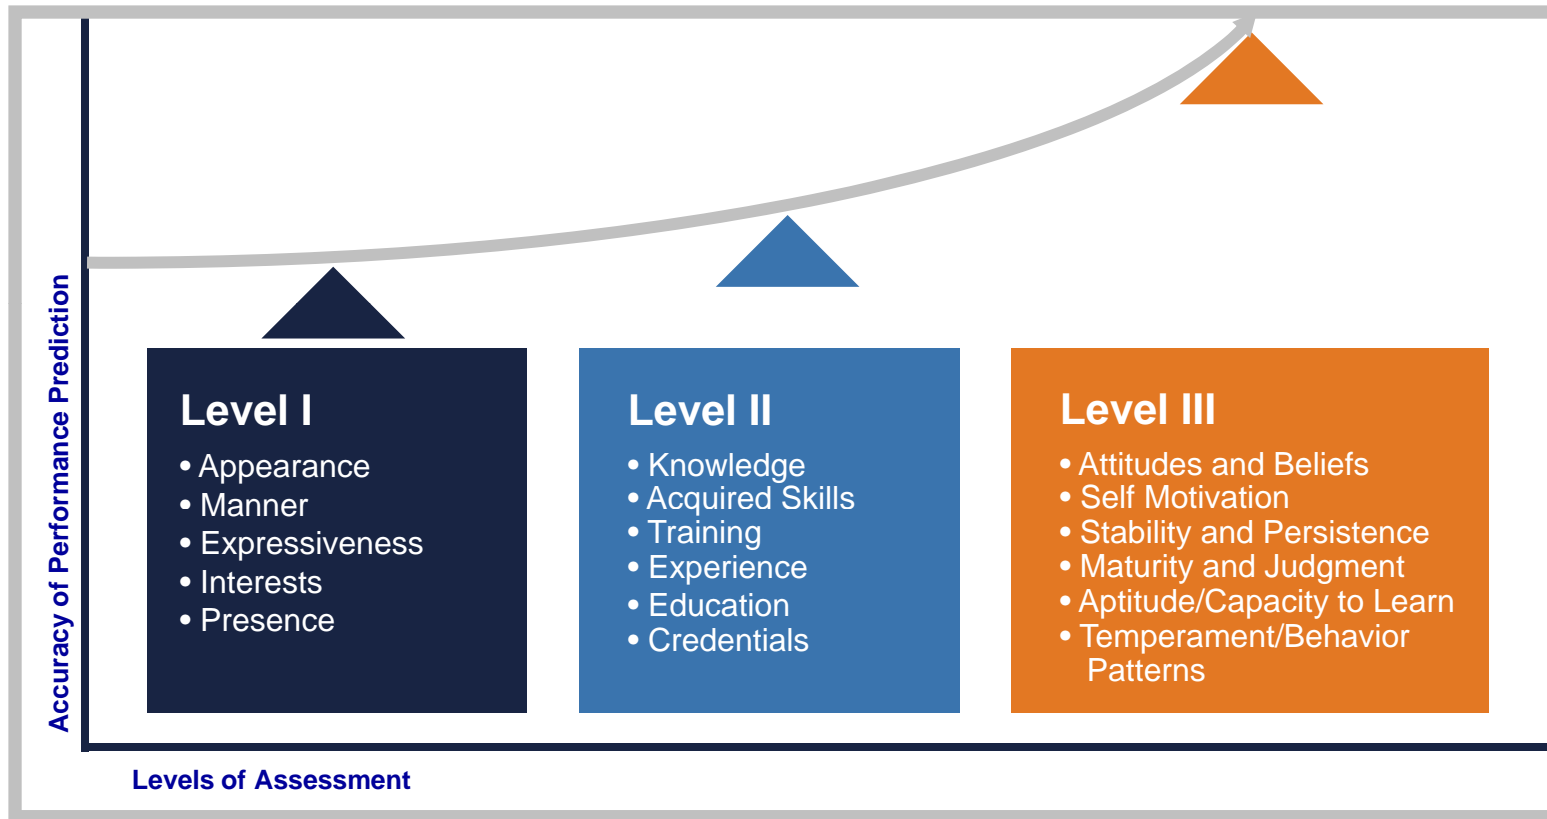 Accuracy of Performance Prediction
Level I
• Appearance
• Manner
• Expressiveness
• Interests
• Presence
Level II
• Knowledge
• Acquired Skills
• Training
• Experience
• Education
• Credentials
Level III
• Attitudes and Beliefs
• Self Motivation
• Stability and Persistence
• Maturity and Judgment
• Aptitude/Capacity to Learn
• Temperament/Behavior
Patterns
Levels of Assessment